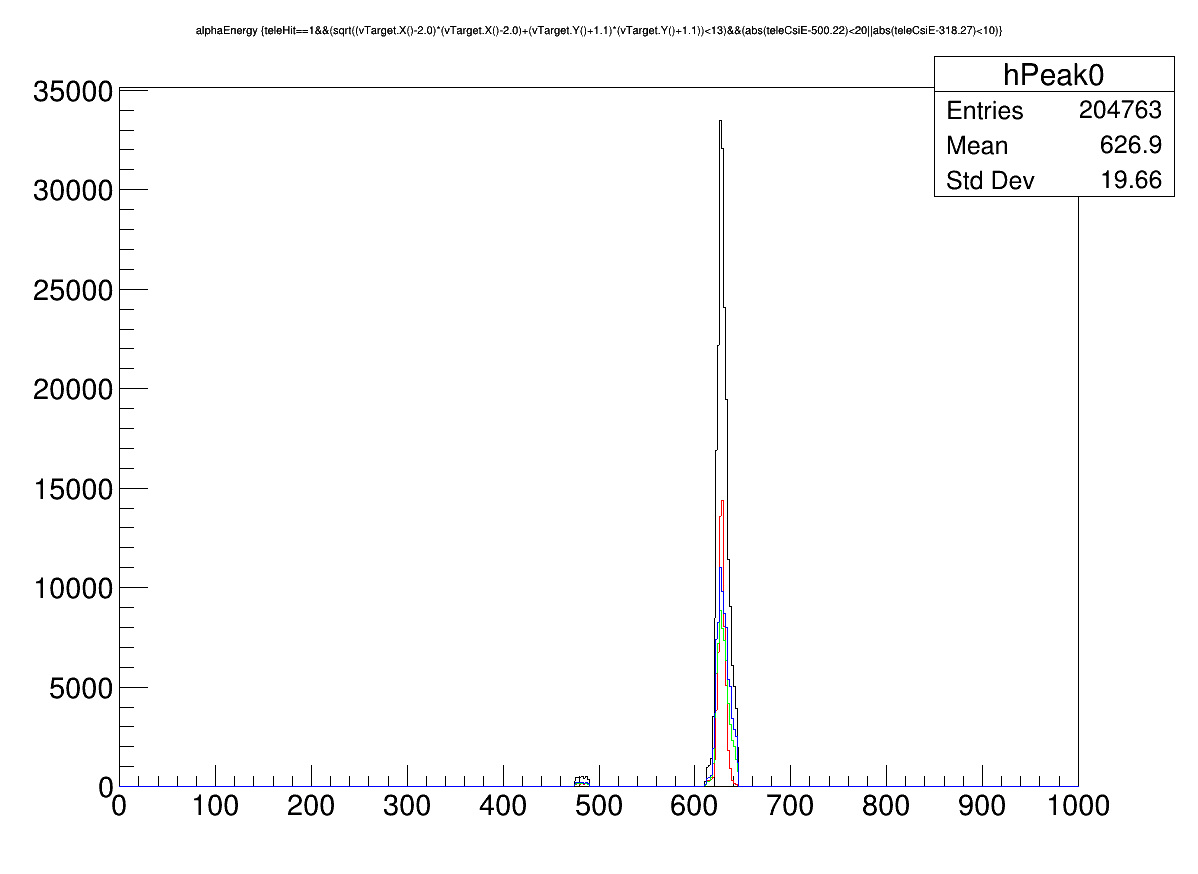 alphaEnergy {teleHit==1&&(sqrt((vTarget.X()-2.0)*(vTarget.X()-2.0)+(vTarget.Y()+1.1)*(vTarget.Y()+1.1))<13)&&(abs(teleCsiE-500.22)<20||abs(teleCsiE-318.27)<10)}
hPeak0
Entries 204763
Mean 626.9
Std Dev 19.66
35000
30000
25000
20000
15000
10000
5000
0
0 100 200 300 400 500 600 700 800 900 1000